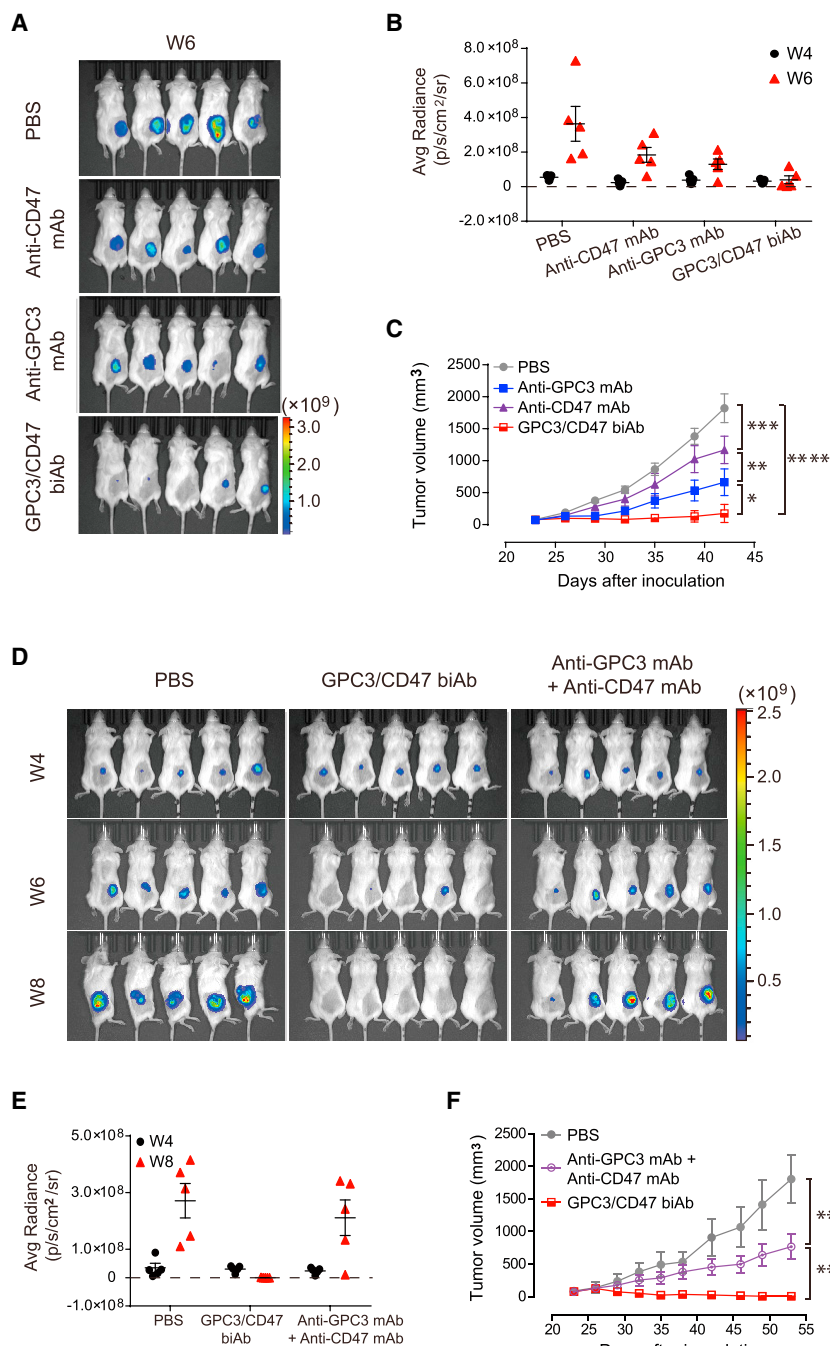 A
W6
PBS
Anti-CD47
mAb
Anti-GPC3
mAb
GPC3/CD47
biAb
(×10⁹)
3.0
2.0
1.0
B
Avg Radiance
(p/s/cm²/sr)
8.0×10⁸
6.0×10⁸
4.0×10⁸
2.0×10⁸
0
-2.0×10⁸
W4
W6
PBS
Anti-CD47 mAb
Anti-GPC3 mAb
GPC3/CD47 biAb
C
Tumor volume (mm³)
2500
2000
1500
1000
500
0
PBS
Anti-GPC3 mAb
Anti-CD47 mAb
GPC3/CD47 biAb
***
**
*
****
20 25 30 35 40 45
Days after inoculation
D
PBS
GPC3/CD47 biAb
Anti-GPC3 mAb
+ Anti-CD47 mAb
W4
W6
W8
(×10⁹)
2.5
2.0
1.5
1.0
0.5
E
Avg Radiance
(p/s/cm²/sr)
5.0×10⁸
3.0×10⁸
1.0×10⁸
0
-1.0×10⁸
W4
W8
PBS
GPC3/CD47
biAb
Anti-GPC3 mAb
+ Anti-CD47 mAb
F
Tumor volume (mm³)
2500
2000
1500
1000
500
0
PBS
Anti-GPC3 mAb +
Anti-CD47 mAb
GPC3/CD47 biAb
**
**
20 25 30 35 40 45 50 55